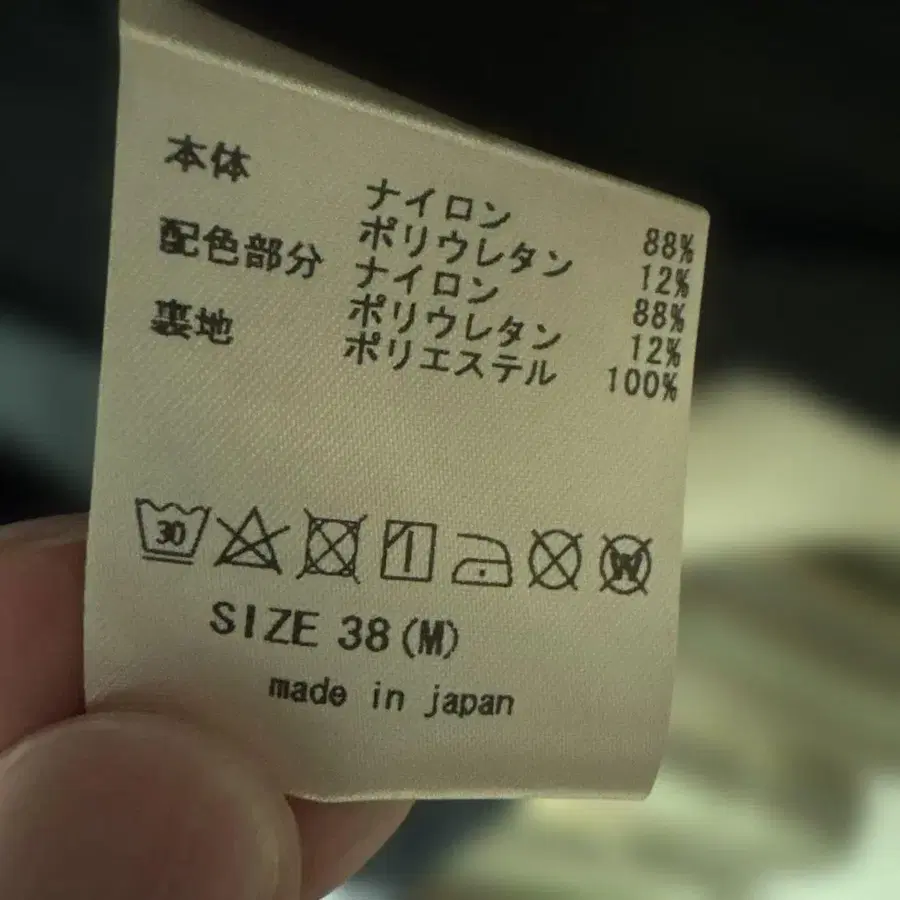 本体
ナイロン 88%
ポリウレタン 12%
配色部分
ナイロン 88%
ポリウレタン 12%
裏地
ポリエステル 100%
30
W
SIZE 38(M)
made in japan